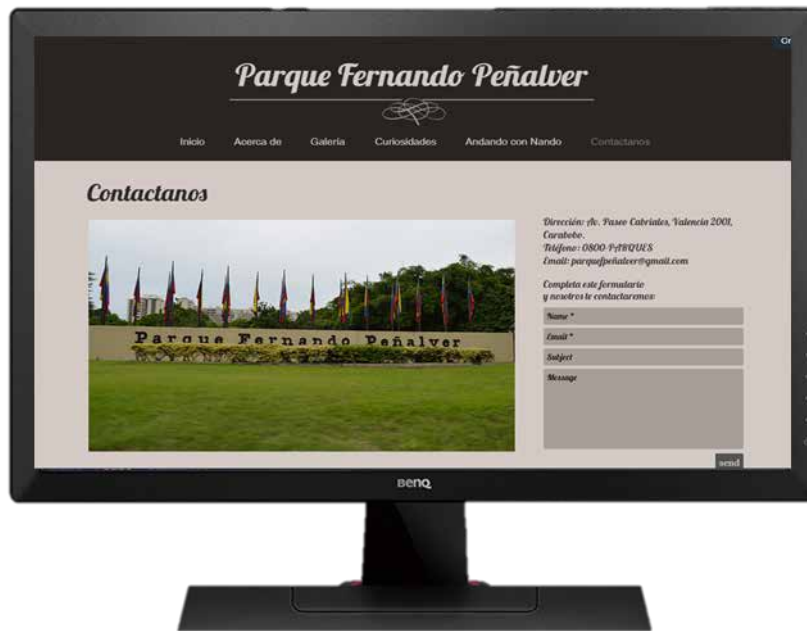 Parque Fernando Peñalver
Inicio Acerca de Galería Curiosidades Andando con Nando Contactanos
Contactanos
Parque Fernando Peñalver
Dirección: Av. Paseo Cabriales, Valencia 2001,
Carabobo.
Teléfono: 0800-PARQUES
Email: parquefpeñalver@gmail.com
Completa este formulario
y nosotros te contactaremos:
Name *
Email *
Subject
Message
send
BenQ